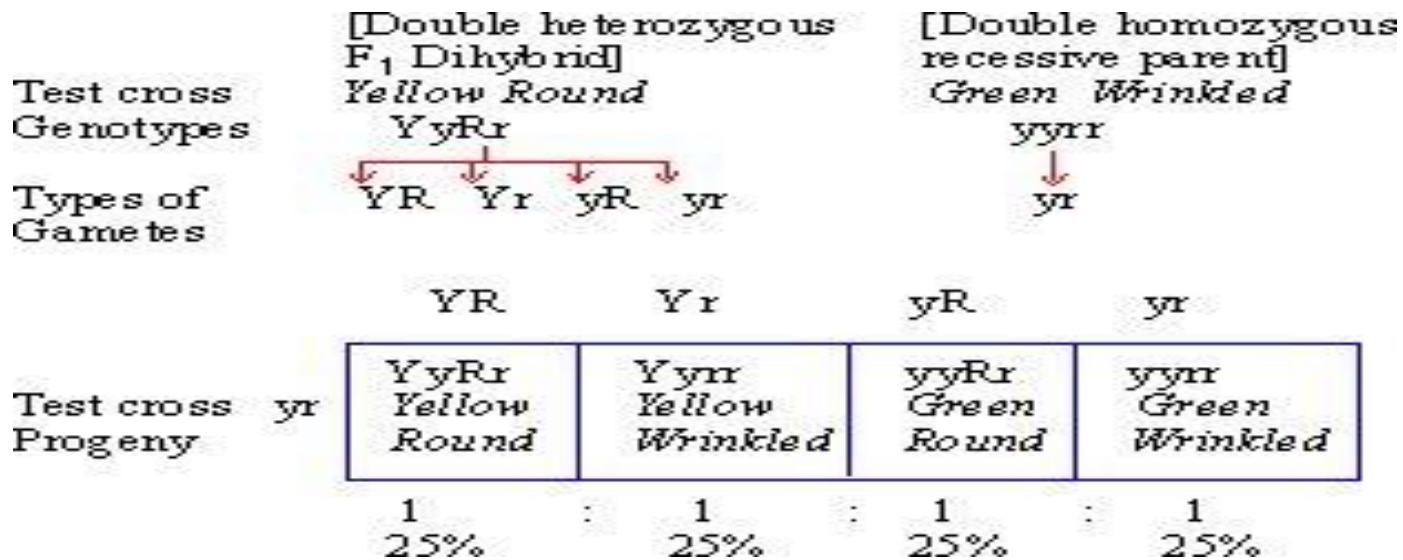 [Double heterozygous [Double homozygous
F₁ Dihybrid] recessive parent]
Test cross Yellow Round Green Wrinkled
Genotypes YyRr yyrr
Types of YR Yr yR yr yr
Gametes
YR Yr yR yr
YyRr Yyrr yyRr yyrr
Test cross yr Yellow Yellow Green Green
Progeny Round Wrinkled Round Wrinkled
1 : 1 : 1 : 1
25% 25% 25% 25%